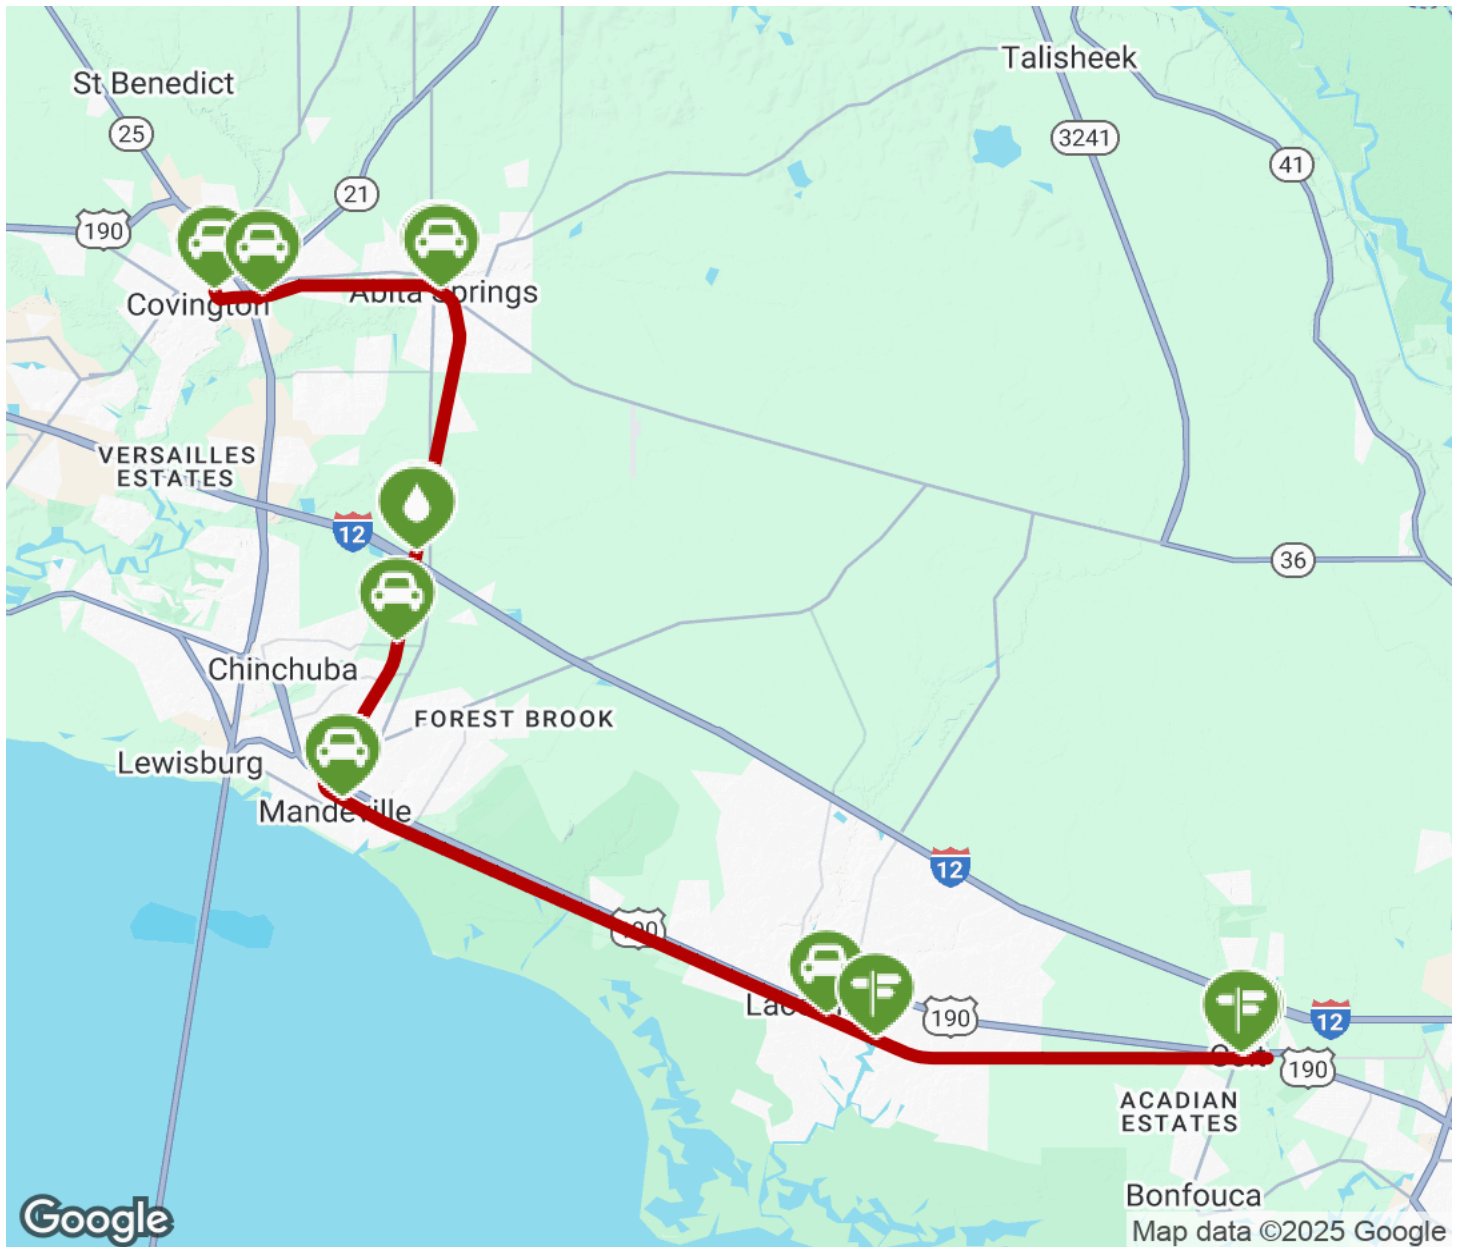 Talisheek
St Benedict
25
3241
41
21
190
Abita Springs
Covington
VERSAILLES
ESTATES
12
36
Chinchuba
FOREST BROOK
Lewisburg
Mandeville
12
190
190
12
190
ACADIAN
ESTATES
Bonfouca
Google
Map data ©2025 Google